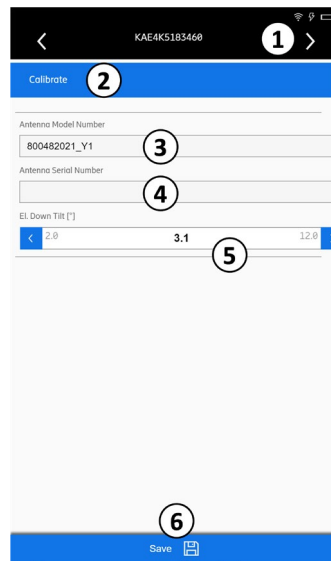 KAE4K5183460
1
Calibrate
2
Antenna Model Number
800482021_Y1
3
Antenna Serial Number
4
El. Down Tilt [°]
2.0 3.1 12.0
5
6
Save